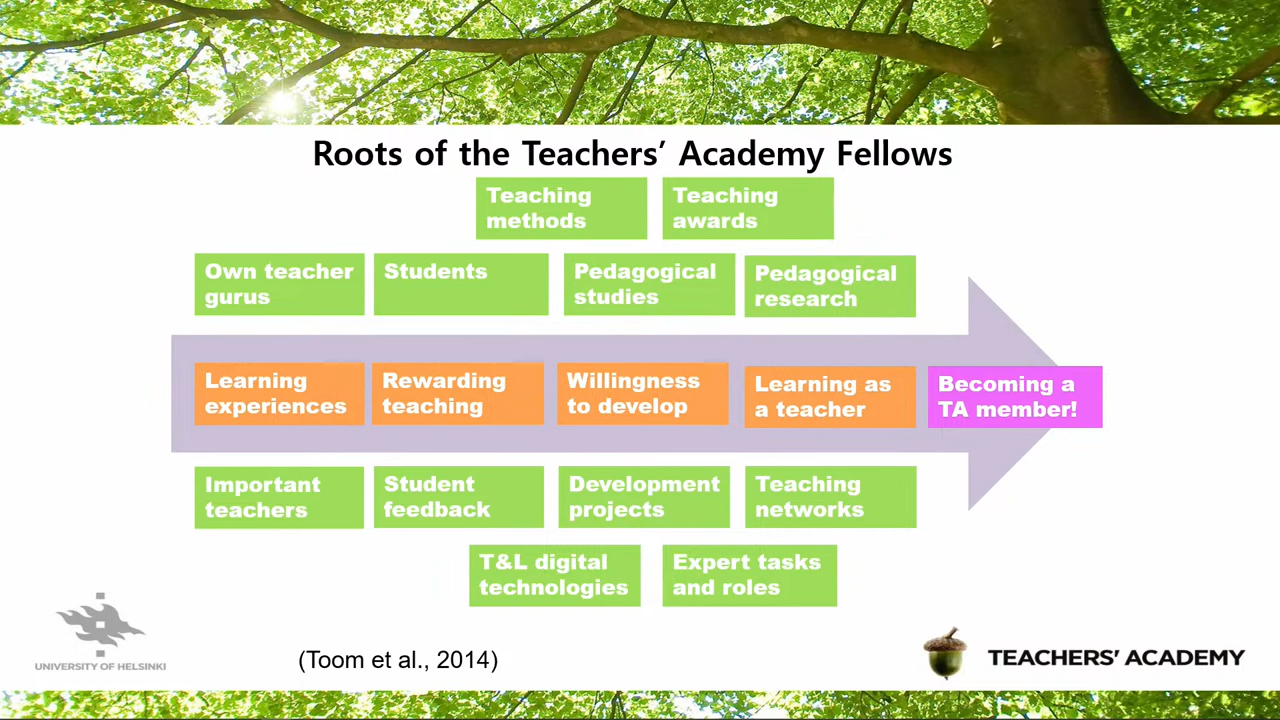 Roots of the Teachers’ Academy Fellows
Teaching
methods
Teaching
awards
Own teacher
gurus
Students
Pedagogical
studies
Pedagogical
research
Learning
experiences
Rewarding
teaching
Willingness
to develop
Learning as
a teacher
Becoming a
TA member!
Important
teachers
Student
feedback
Development
projects
Teaching
networks
T&L digital
technologies
Expert tasks
and roles
UNIVERSITY OF HELSINKI
(Toom et al., 2014)
TEACHERS' ACADEMY